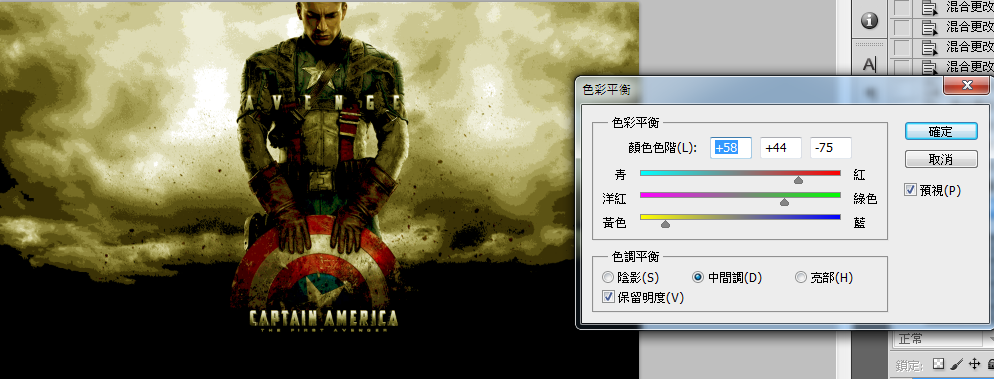 AVENGE
CAPTAIN AMERICA
THE FIRST AVENGER
混合更改
混合更改
混合更改
混合更改
A
色彩平衡
色彩平衡
顏色色階(L): +58 +44 -75
青 紅
洋紅 綠色
黃色 藍
色調平衡
陰影(S) 中間調(D) 亮部(H)
保留明度(V)
確定
取消
預視(P)
正常
鎖定: